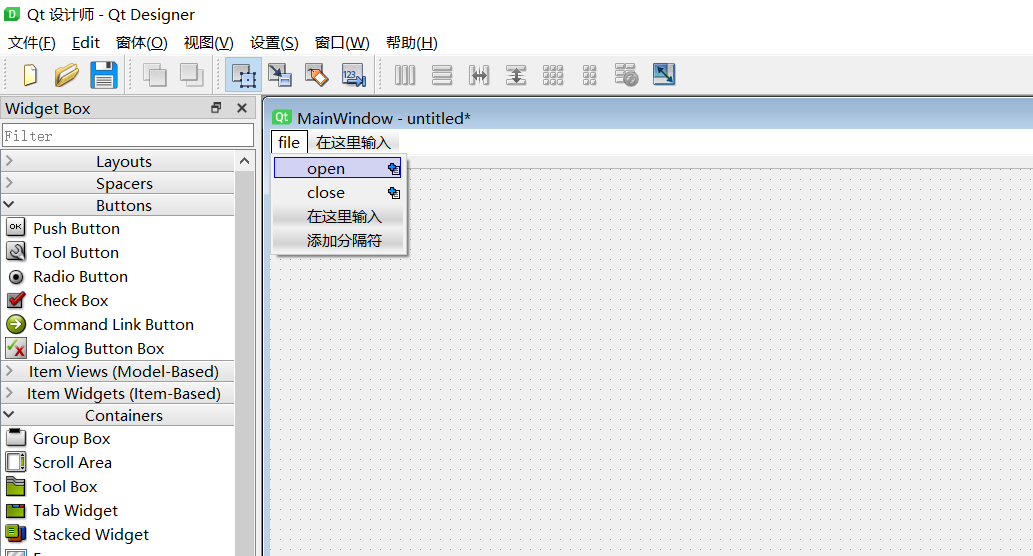 Qt 设计师 - Qt Designer
文件(F) Edit 窗体(O) 视图(V) 设置(S) 窗口(W) 帮助(H)
Widget Box
Filter
Layouts
Spacers
Buttons
Push Button
Tool Button
Radio Button
Check Box
Command Link Button
Dialog Button Box
Item Views (Model-Based)
Item Widgets (Item-Based)
Containers
Group Box
Scroll Area
Tool Box
Tab Widget
Stacked Widget
MainWindow - untitled*
file 在这里输入
open
close
在这里输入
添加分隔符